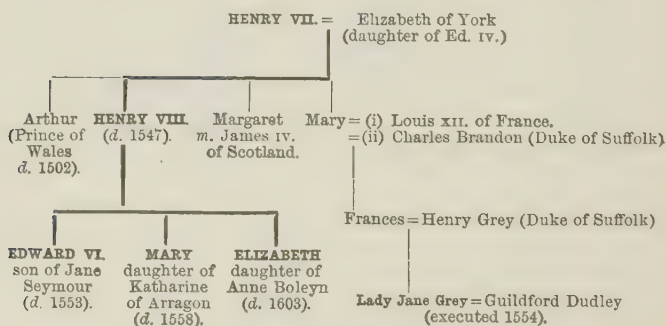 HENRY VII. = Elizabeth of York
(daughter of Ed. IV.)
Arthur HENRY VIII. Margaret Mary = (i) Louis XII. of France.
(Prince of (d. 1547). m. James IV. = (ii) Charles Brandon (Duke of Suffolk).
Wales of Scotland.
d. 1502).
Frances = Henry Grey (Duke of Suffolk)
EDWARD VI. MARY ELIZABETH
son of Jane daughter of daughter of
Seymour Katharine Anne Boleyn
(d. 1553). of Arragon (d. 1603). Lady Jane Grey = Guildford Dudley
(d. 1558). (executed 1554).